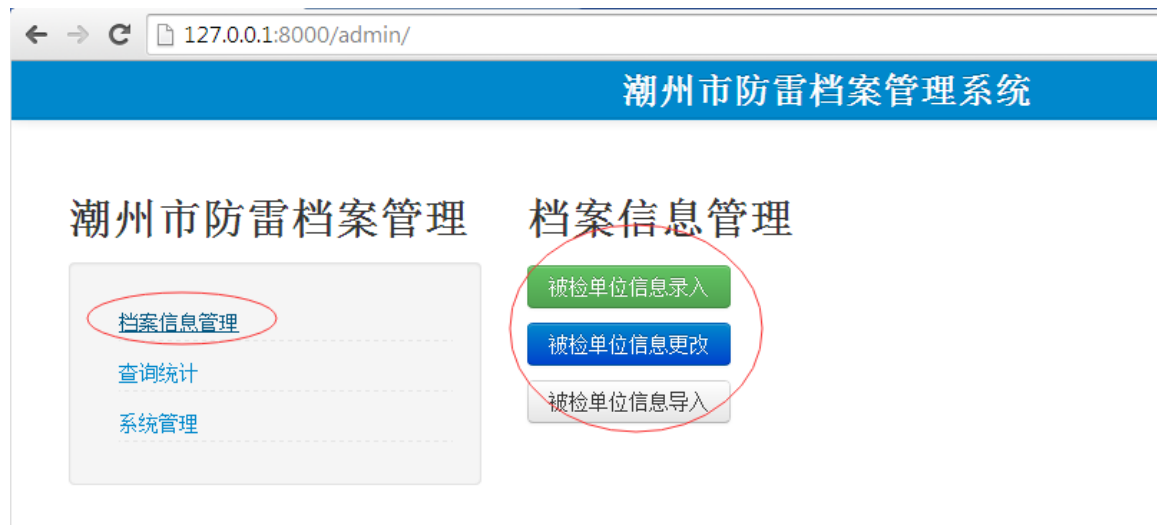 127.0.0.1:8000/admin/
潮州市防雷档案管理系统
潮州市防雷档案管理
档案信息管理
查询统计
系统管理
档案信息管理
被检单位信息录入
被检单位信息更改
被检单位信息导入